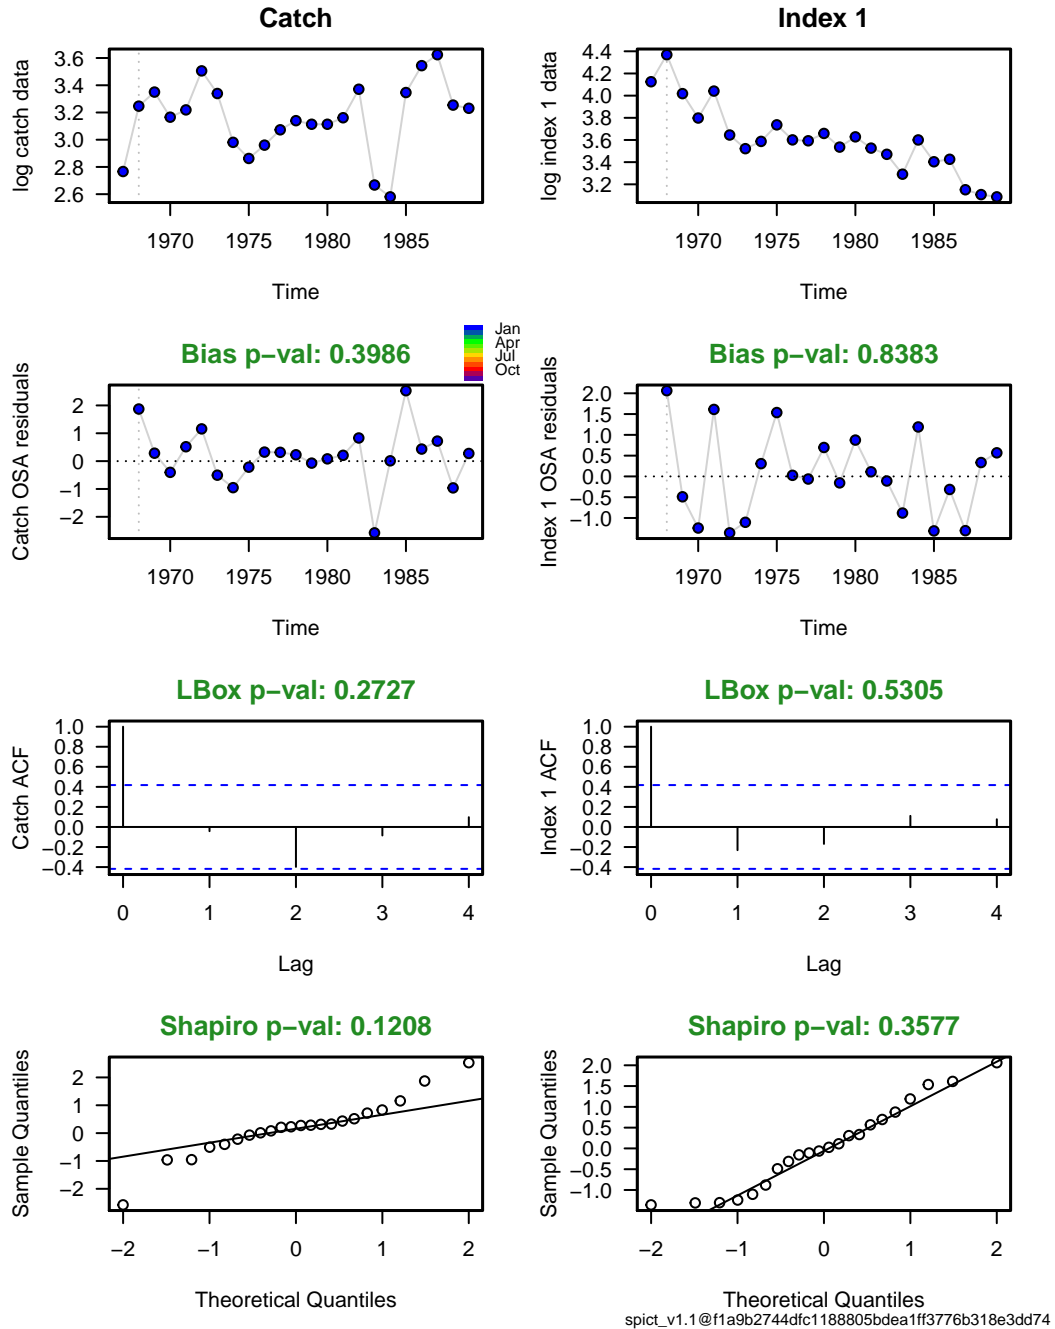 Catch
log catch data
3.6
3.4
3.2
3.0
2.8
2.6
1970 1975 1980 1985
Time
Index 1
log index 1 data
4.4
4.2
4.0
3.8
3.6
3.4
3.2
1970 1975 1980 1985
Time
Jan
Apr
Jul
Oct
Bias p−val: 0.3986
Catch OSA residuals
2
1
0
−1
−2
1970 1975 1980 1985
Time
Bias p−val: 0.8383
Index 1 OSA residuals
2.0
1.5
1.0
0.5
0.0
−0.5
−1.0
1970 1975 1980 1985
Time
LBox p−val: 0.2727
Catch ACF
1.0
0.8
0.6
0.4
0.2
0.0
−0.2
−0.4
0 1 2 3 4
Lag
LBox p−val: 0.5305
Index 1 ACF
1.0
0.8
0.6
0.4
0.2
0.0
−0.2
−0.4
0 1 2 3 4
Lag
Shapiro p−val: 0.1208
Sample Quantiles
2
1
0
−1
−2
−2 −1 0 1 2
Theoretical Quantiles
Shapiro p−val: 0.3577
Sample Quantiles
2.0
1.5
1.0
0.5
0.0
−0.5
−1.0
−2 −1 0 1 2
Theoretical Quantiles
spict_v1.1@f1a9b2744dfc1188805bdea1ff3776b318e3dd74